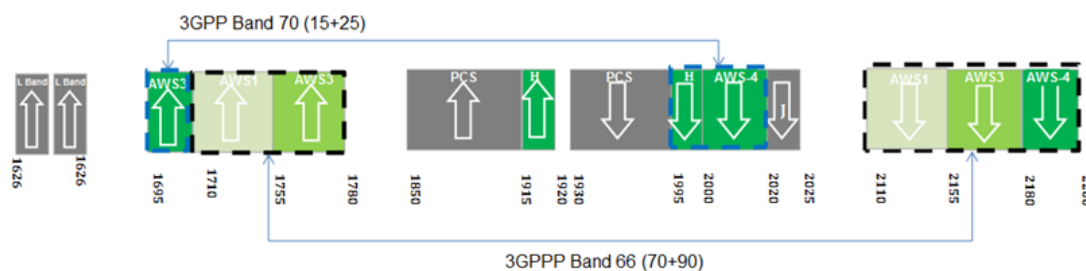 3GPP Band 70 (15+25)
L Band L Band AWS3 AWS1 AWS3 PCS H PCS H AWS-4 J AWS1 AWS3 AWS-4
1626 1626 1695 1710 1755 1780 1850 1915 1920 1930 1995 2000 2020 2025 2110 2155 2180 2200
3GPPP Band 66 (70+90)